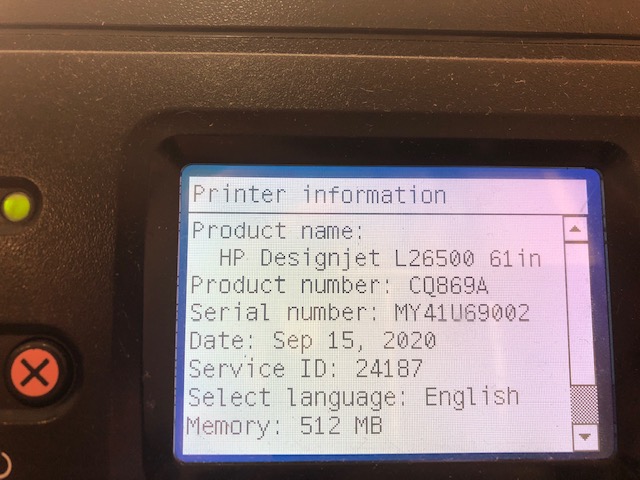 Printer information
Product name:
HP Designjet L26500 61in
Product number: CQ869A
Serial number: MY41U69002
Date: Sep 15, 2020
Service ID: 24187
Select language: English
Memory: 512 MB